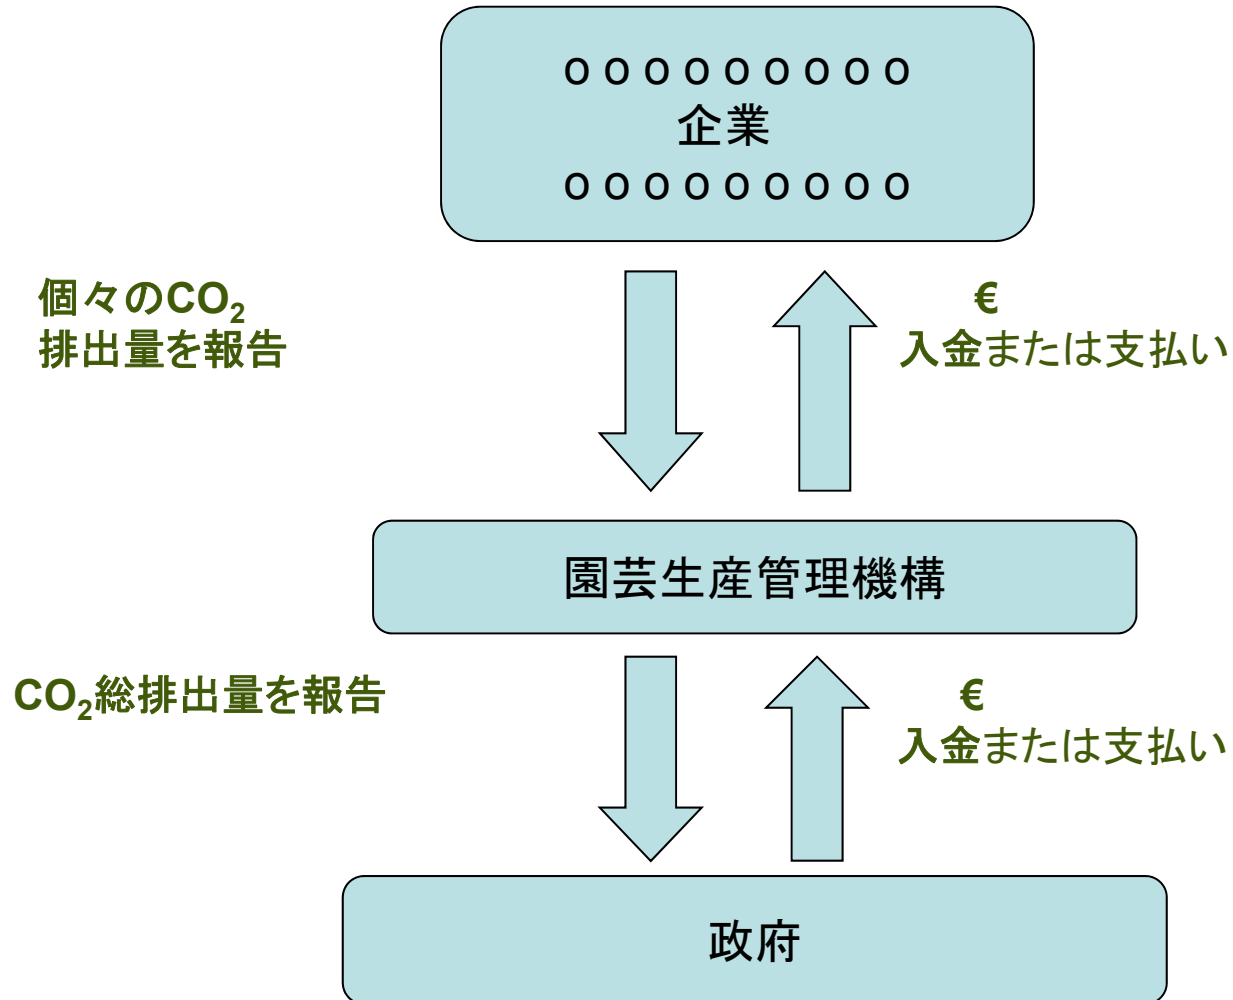 o o o o o o o o o
企業
o o o o o o o o o
個々のCO₂
排出量を報告
€
入金または支払い
園芸生産管理機構
CO₂総排出量を報告
€
入金または支払い
政府